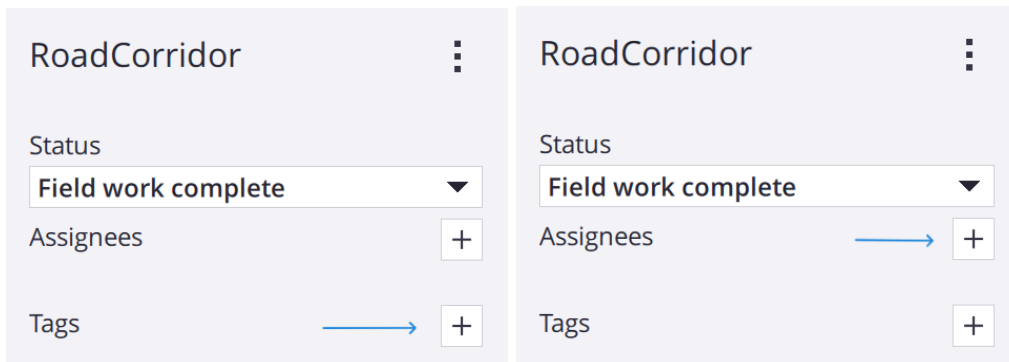 RoadCorridor
Status
Field work complete
Assignees
Tags
RoadCorridor
Status
Field work complete
Assignees
Tags